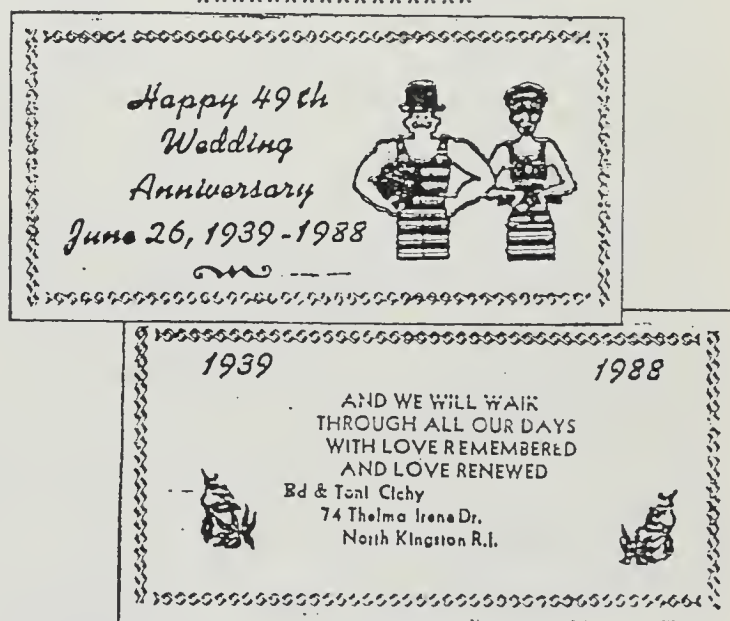 Happy 49th
Wedding
Anniversary
June 26, 1939-1988
1939 1988
AND WE WILL WALK
THROUGH ALL OUR DAYS
WITH LOVE REMEMBERED
AND LOVE RENEWED
Ed & Toni Cichy
74 Thelma Irene Dr.
North Kingston R.I.